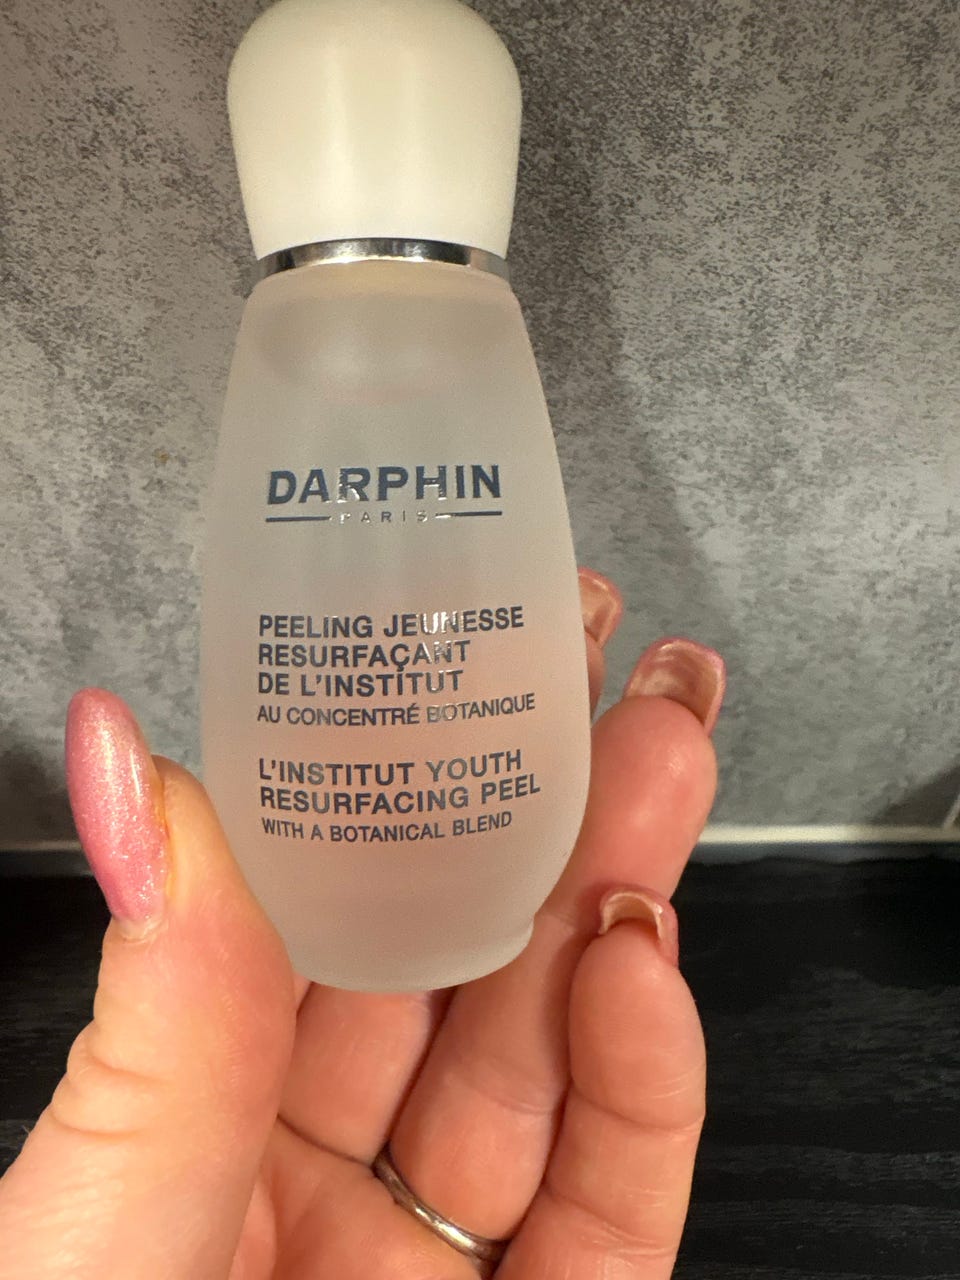 DARPHIN
PARIS
PEELING JEUNESSE
RESURFAÇANT
DE L'INSTITUT
AU CONCENTRÉ BOTANIQUE
L'INSTITUT YOUTH
RESURFACING PEEL
WITH A BOTANICAL BLEND